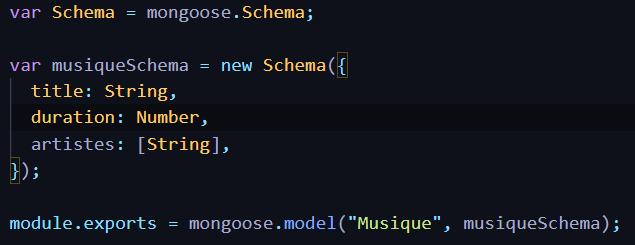 var Schema = mongoose.Schema;
var musiqueSchema = new Schema({
title: String,
duration: Number,
artistes: [String],
});
module.exports = mongoose.model("Musique", musiqueSchema);